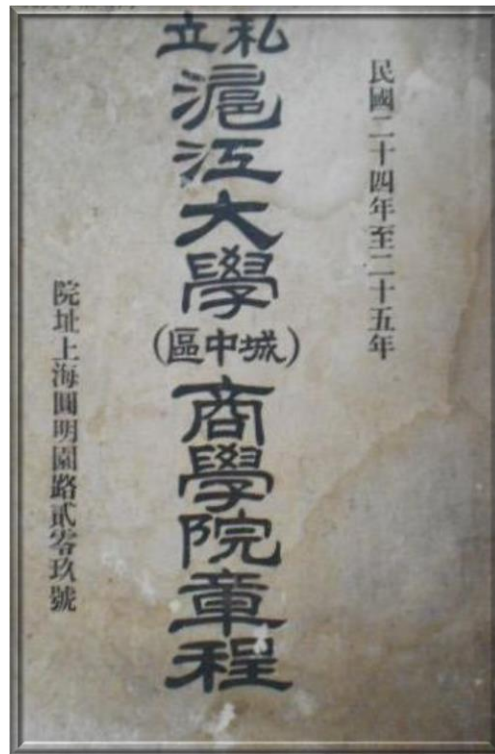 民國二十四年至二十五年
私立
滬江大學
(城中區)
商學院章程
院址上海圓明園路貳零玖號